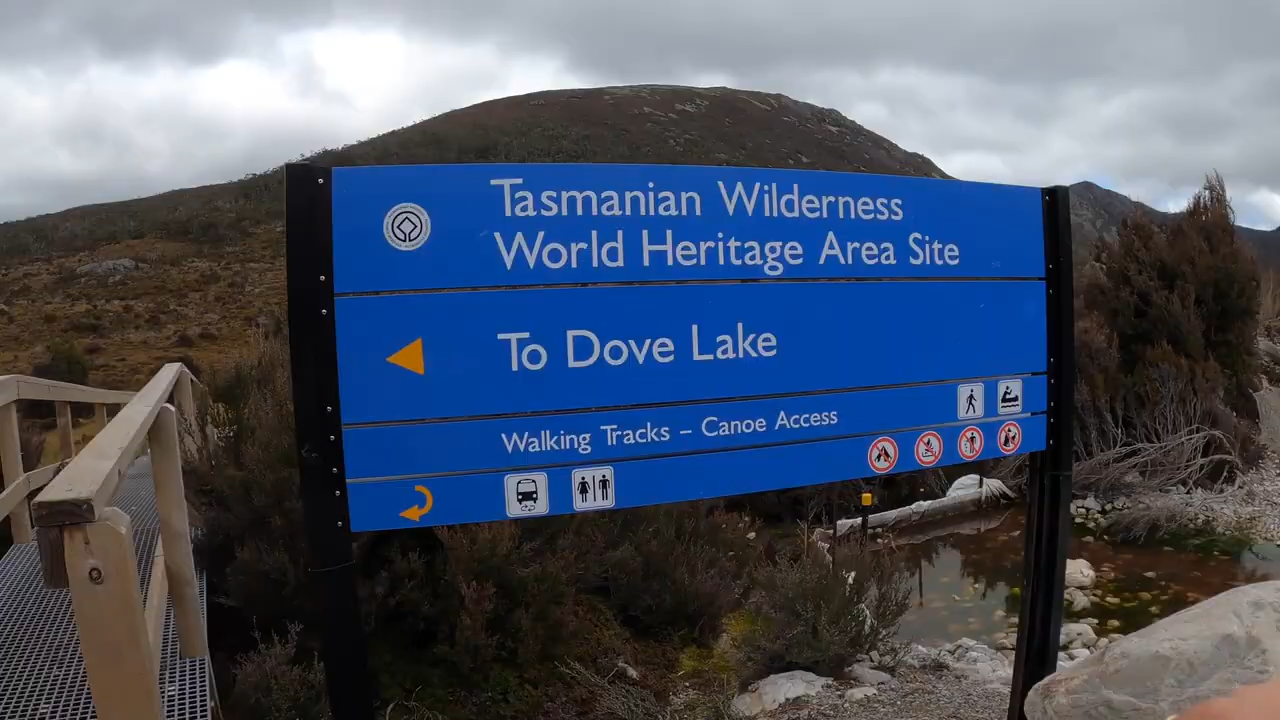 Tasmanian Wilderness
World Heritage Area Site
To Dove Lake
Walking Tracks – Canoe Access